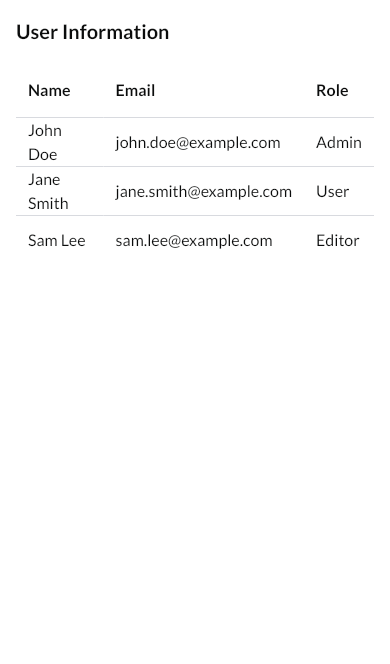 User Information
Name Email Role
John
Doe john.doe@example.com Admin
Jane
Smith jane.smith@example.com User
Sam Lee sam.lee@example.com Editor